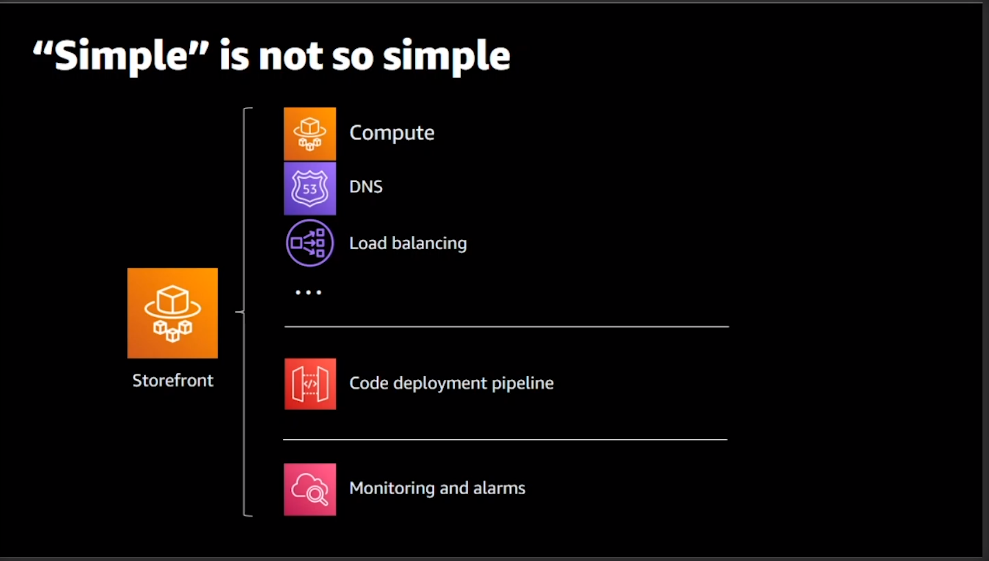 “Simple” is not so simple
Compute
53
DNS
Load balancing
...
Storefront
</>
Code deployment pipeline
Monitoring and alarms